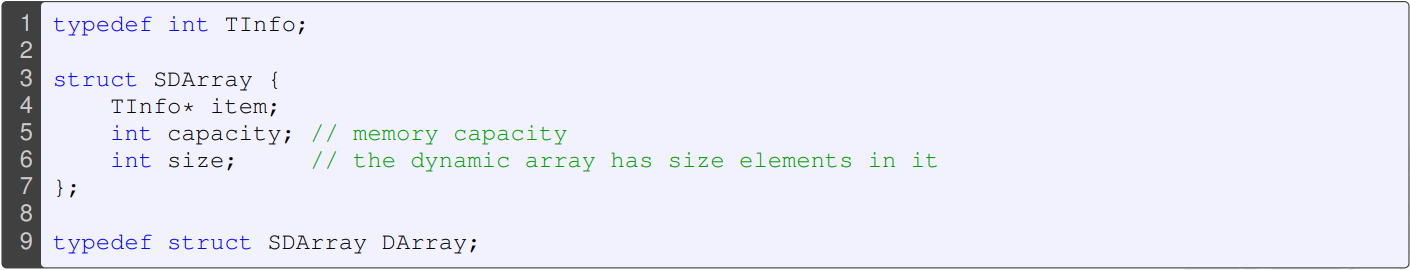 1 typedef int TInfo;
2
3 struct SDArray {
4 TInfo* item;
5 int capacity; // memory capacity
6 int size; // the dynamic array has size elements in it
7 };
8
9 typedef struct SDArray DArray;